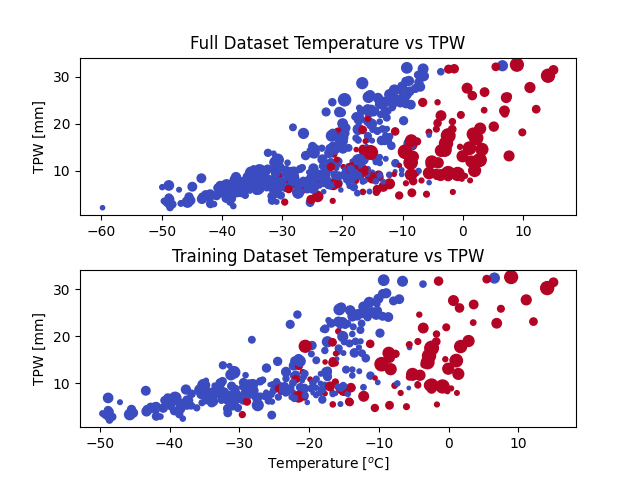 Full Dataset Temperature vs TPW
TPW [mm]
30
20
10
−60 −50 −40 −30 −20 −10 0 10
Training Dataset Temperature vs TPW
TPW [mm]
30
20
10
−50 −40 −30 −20 −10 0 10
Temperature [°C]